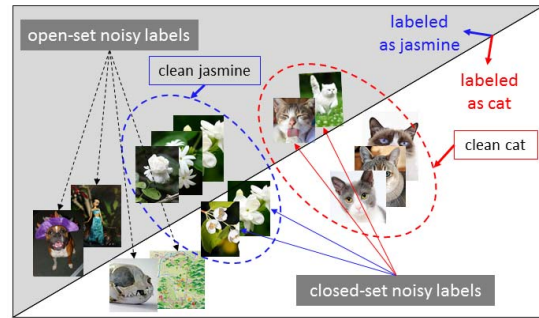 open-set noisy labels
clean jasmine
labeled
as jasmine
labeled
as cat
clean cat
closed-set noisy labels